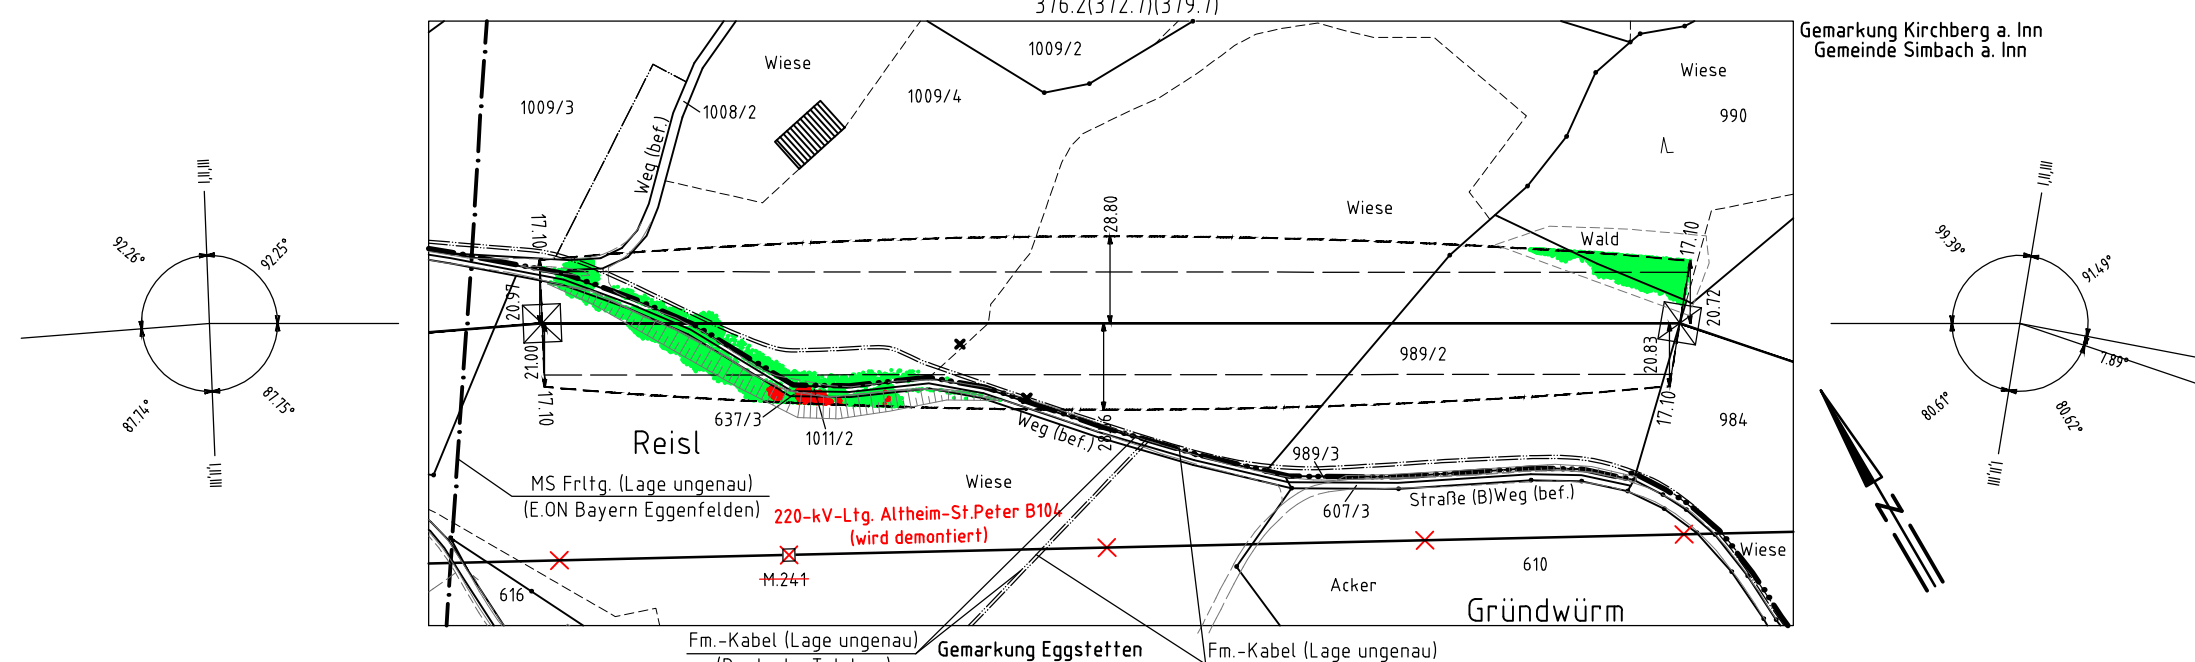 376.2(372.7)(379.7)
Gemarkung Kirchberg a. Inn
Gemeinde Simbach a. Inn
Wiese
1009/2
Wiese
1009/3
1008/2
1009/4
990
Weg (bef.)
III,II,I
92.26°
92.25°
87.74°
87.75°
I,II,III
17.10
28.80
Wiese
Wald
17.10
III,II,I
99.39°
91.49°
7.89°
80.61°
80.62°
I,II,III
20.97
20.72
21.00
20.83
989/2
17.10
17.10
637/3
1011/2
Weg (bef.)
984
Reisl
989/3
MS Frltg. (Lage ungenau)
(E.ON Bayern Eggenfelden)
Wiese
Straße (B)Weg (bef.)
607/3
220-kV-Ltg. Altheim-St.Peter B104
(wird demontiert)
M.241
Wiese
610
616
Acker
Gründwürm
Fm.-Kabel (Lage ungenau)
Gemarkung Eggstetten
Fm.-Kabel (Lage ungenau)